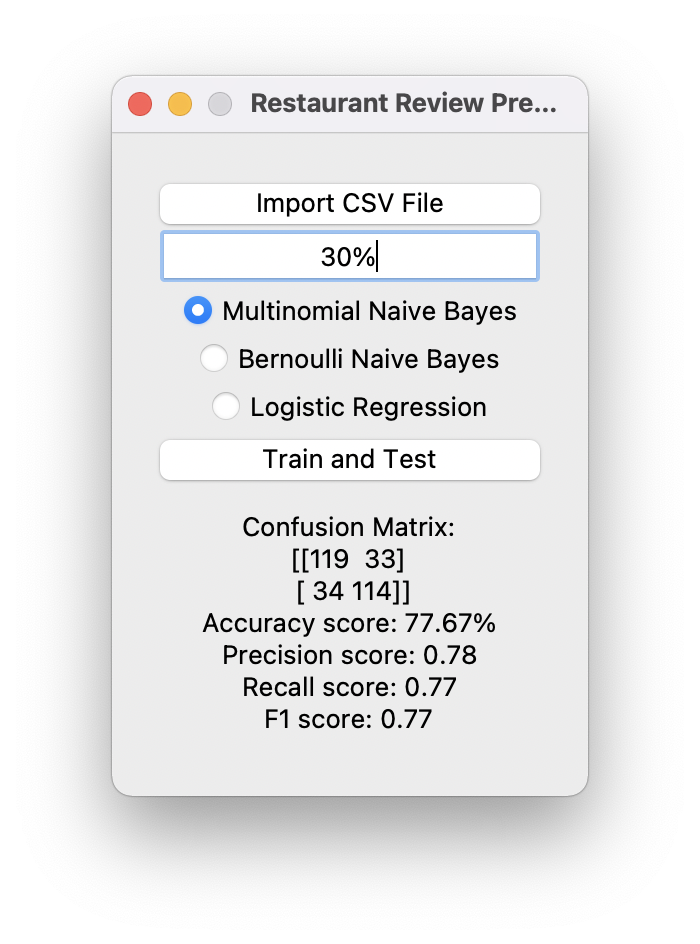 Restaurant Review Pre...
Import CSV File
30%
Multinomial Naive Bayes
Bernoulli Naive Bayes
Logistic Regression
Train and Test
Confusion Matrix:
[[119  33]
[ 34 114]]
Accuracy score: 77.67%
Precision score: 0.78
Recall score: 0.77
F1 score: 0.77